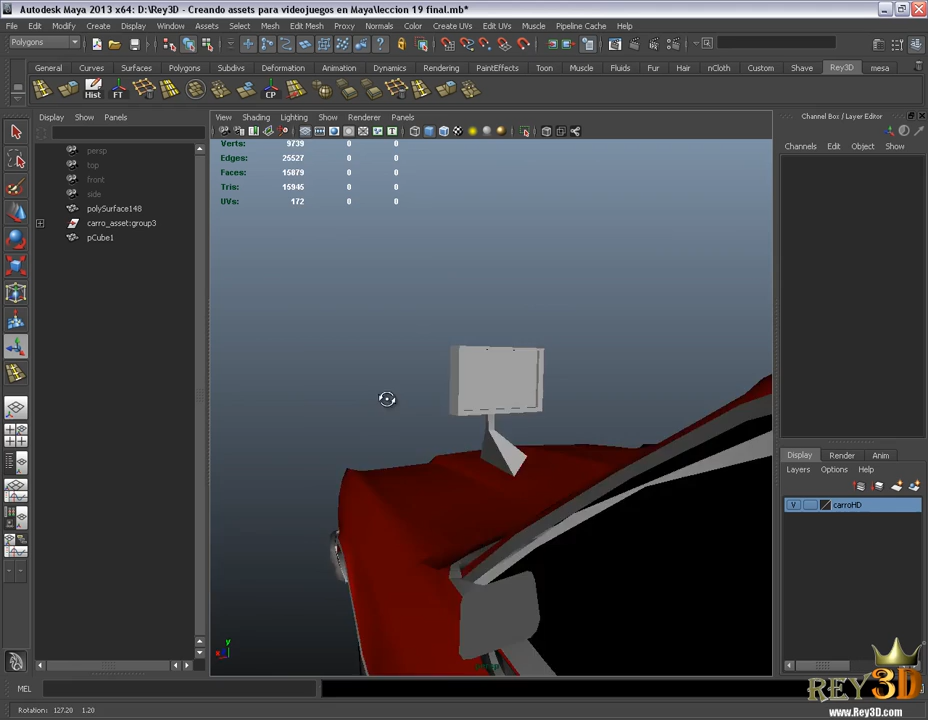 Autodesk Maya 2013 x64: D:\Rey3D - Creando assets para videojuegos en Maya\leccion 19 final.mb*
File Edit Modify Create Display Window Assets Select Mesh Edit Mesh Proxy Normals Color Create UVs Edit UVs Muscle Pipeline Cache Help
Polygons
General Curves Surfaces Polygons Subdivs Deformation Animation Dynamics Rendering PaintEffects Toon Muscle Fluids Fur Hair nCloth Custom Shave Rey3D mesa
Hist FT CP
Display Show Panels
View Shading Lighting Show Renderer Panels
Channel Box / Layer Editor
Channels Edit Object Show
persp
top
front
side
polySurface148
carro_asset:group3
pCube1
Verts: 9739 0 0
Edges: 25527 0 0
Faces: 15879 0 0
Tris: 15945 0 0
UVs: 172 0 0
y
x
persp
Display Render Anim
Layers Options Help
V carroHD
MEL
Rotation: 127.20 1.20
REY3D
www.Rey3D.com